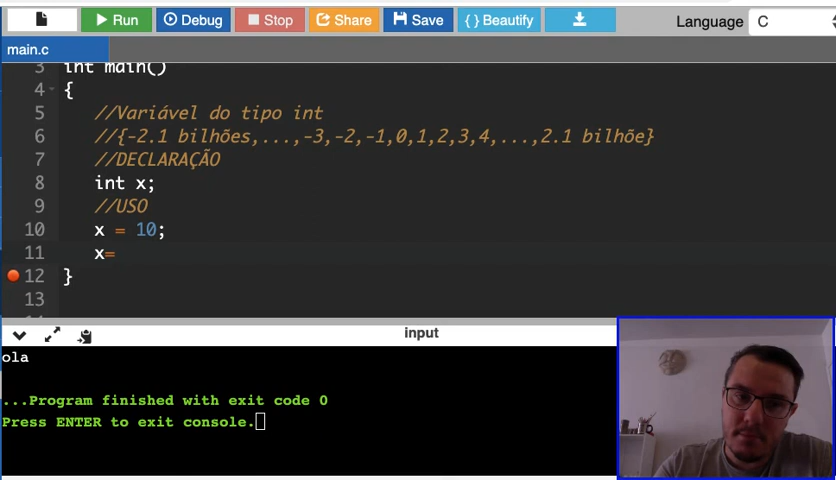 Run Debug Stop Share Save { } Beautify Language C
main.c
3 int main()
4 {
5 //Variável do tipo int
6 //{-2.1 bilhões,...,-3,-2,-1,0,1,2,3,4,...,2.1 bilhõe}
7 //DECLARAÇÃO
8 int x;
9 //USO
10 x = 10;
11 x=
12 }
13
input
ola
...Program finished with exit code 0
Press ENTER to exit console.